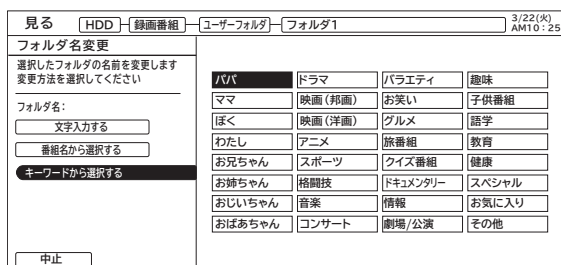 見る HDD 録画番組 ユーザーフォルダ フォルダ1 3/22(火)
AM10:25
フォルダ名変更
選択したフォルダの名前を変更します
変更方法を選択してください
フォルダ名:
文字入力する
番組名から選択する
キーワードから選択する
中止
パパ ドラマ バラエティ 趣味
ママ 映画(邦画) お笑い 子供番組
ぼく 映画(洋画) グルメ 語学
わたし アニメ 旅番組 教育
お兄ちゃん スポーツ クイズ番組 健康
お姉ちゃん 格闘技 ドキュメンタリー スペシャル
おじいちゃん 音楽 情報 お気に入り
おばあちゃん コンサート 劇場/公演 その他